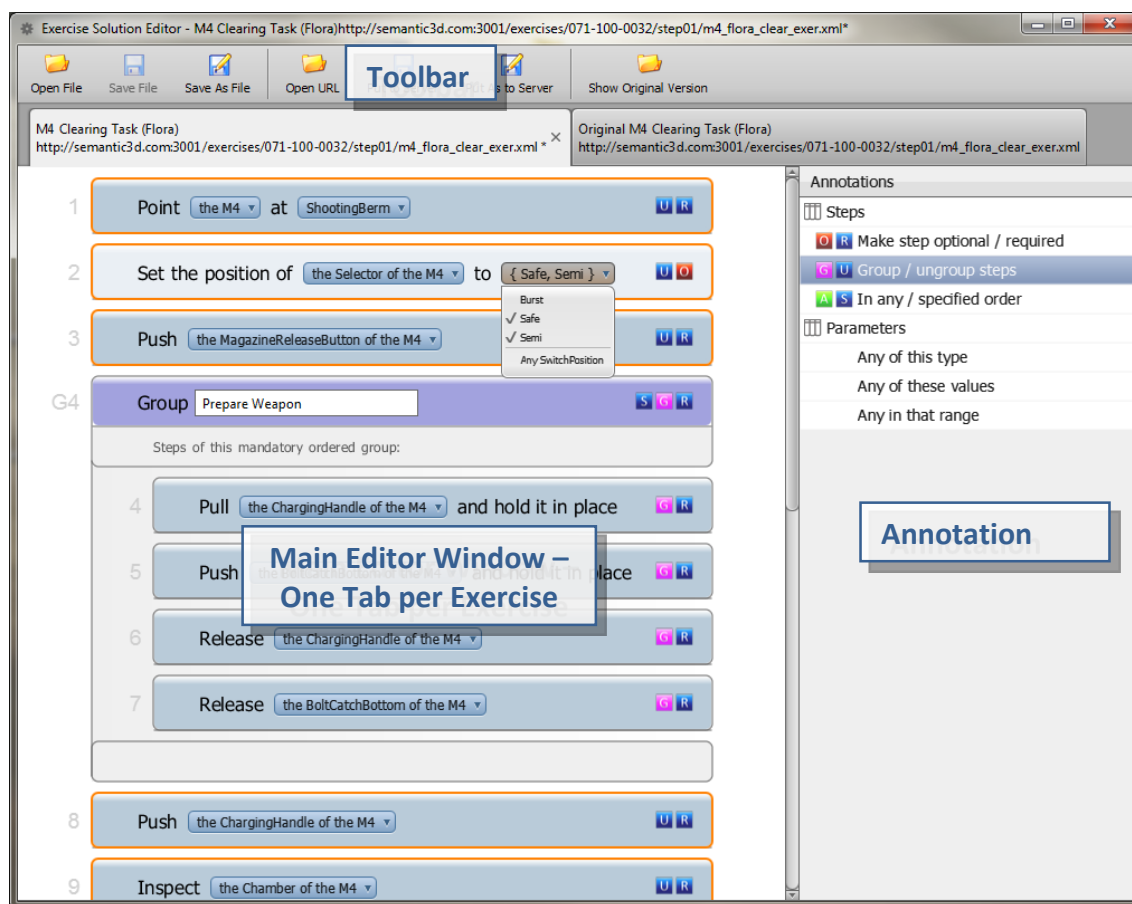 Exercise Solution Editor - M4 Clearing Task (Flora)http://semantic3d.com:3001/exercises/071-100-0032/step01/m4_flora_clear_exer.xml*
Open File Save File Save As File Open URL Toolbar As to Server Show Original Version
M4 Clearing Task (Flora)
http://semantic3d.com:3001/exercises/071-100-0032/step01/m4_flora_clear_exer.xml *
Original M4 Clearing Task (Flora)
http://semantic3d.com:3001/exercises/071-100-0032/step01/m4_flora_clear_exer.xml
1 Point the M4 at ShootingBerm U R
2 Set the position of the Selector of the M4 to { Safe, Semi } U O
Burst
✓ Safe
✓ Semi
Any SwitchPosition
3 Push the MagazineReleaseButton of the M4 U R
G4 Group Prepare Weapon S G R
Steps of this mandatory ordered group:
4 Pull the ChargingHandle of the M4 and hold it in place G R
5 Push and hold it in place G R
Main Editor Window –
One Tab per Exercise
6 Release the ChargingHandle of the M4 G R
7 Release the BoltCatchBottom of the M4 G R
8 Push the ChargingHandle of the M4 U R
9 Inspect the Chamber of the M4 U R
Annotations
Steps
O R Make step optional / required
G U Group / ungroup steps
A S In any / specified order
Parameters
Any of this type
Any of these values
Any in that range
Annotation